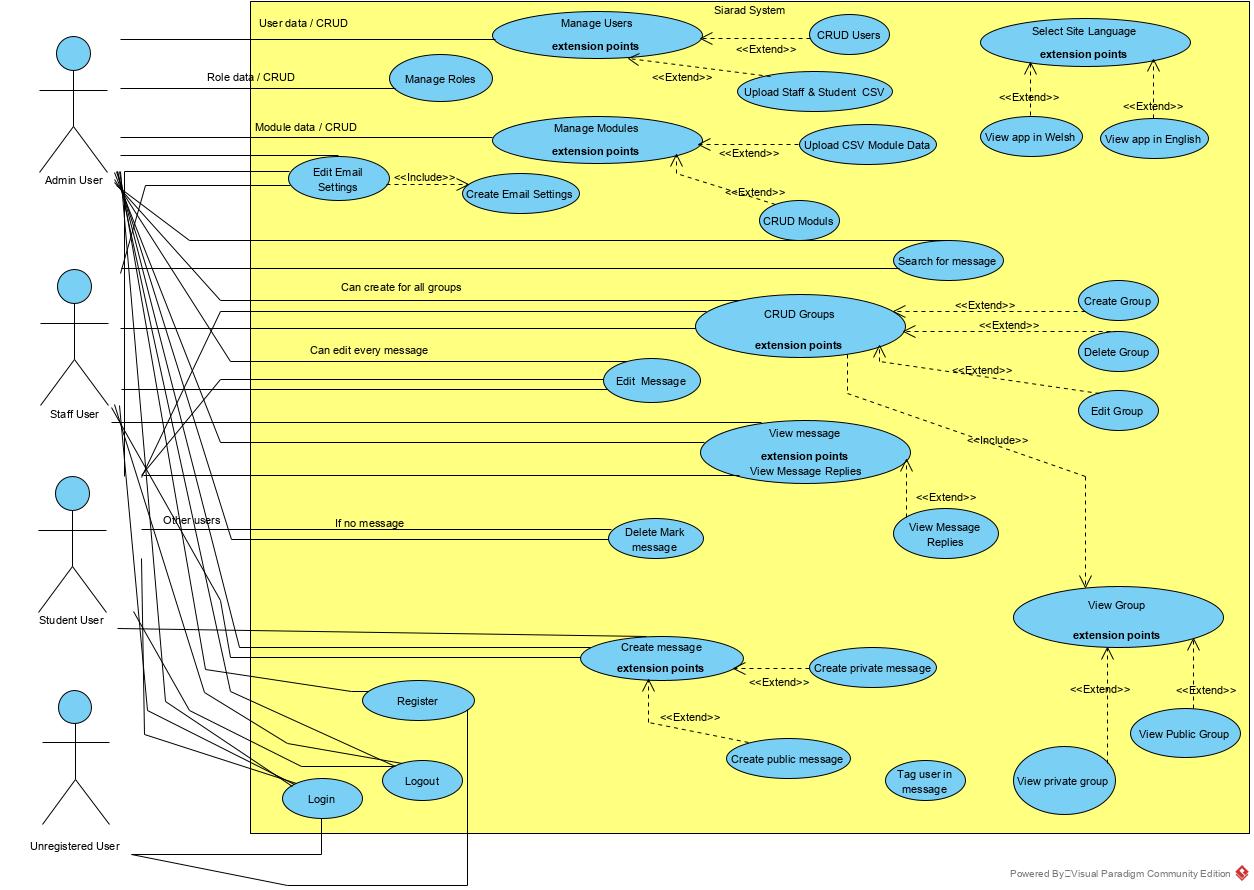 Siarad System
User data / CRUD
Manage Users
extension points
CRUD Users
<<Extend>>
Select Site Language
extension points
Role data / CRUD
Manage Roles
<<Extend>>
Upload Staff & Student  CSV
<<Extend>>
<<Extend>>
Module data / CRUD
Manage Modules
extension points
Upload CSV Module Data
<<Extend>>
View app in Welsh
View app in English
Admin User
Edit Email
Settings
<<Include>>
Create Email Settings
<<Extend>>
CRUD Moduls
Search for message
Can create for all groups
CRUD Groups
extension points
<<Extend>>
Create Group
<<Extend>>
Delete Group
Can edit every message
Edit  Message
<<Extend>>
Edit Group
Staff User
View message
extension points
View Message Replies
<<Include>>
<<Extend>>
View Message
Replies
Other users
If no message
Delete Mark
message
Student User
View Group
extension points
Create message
extension points
Create private message
<<Extend>>
<<Extend>>
<<Extend>>
Register
<<Extend>>
View Public Group
Create public message
Tag user in
message
View private group
Logout
Login
Unregistered User
Powered By Visual Paradigm Community Edition